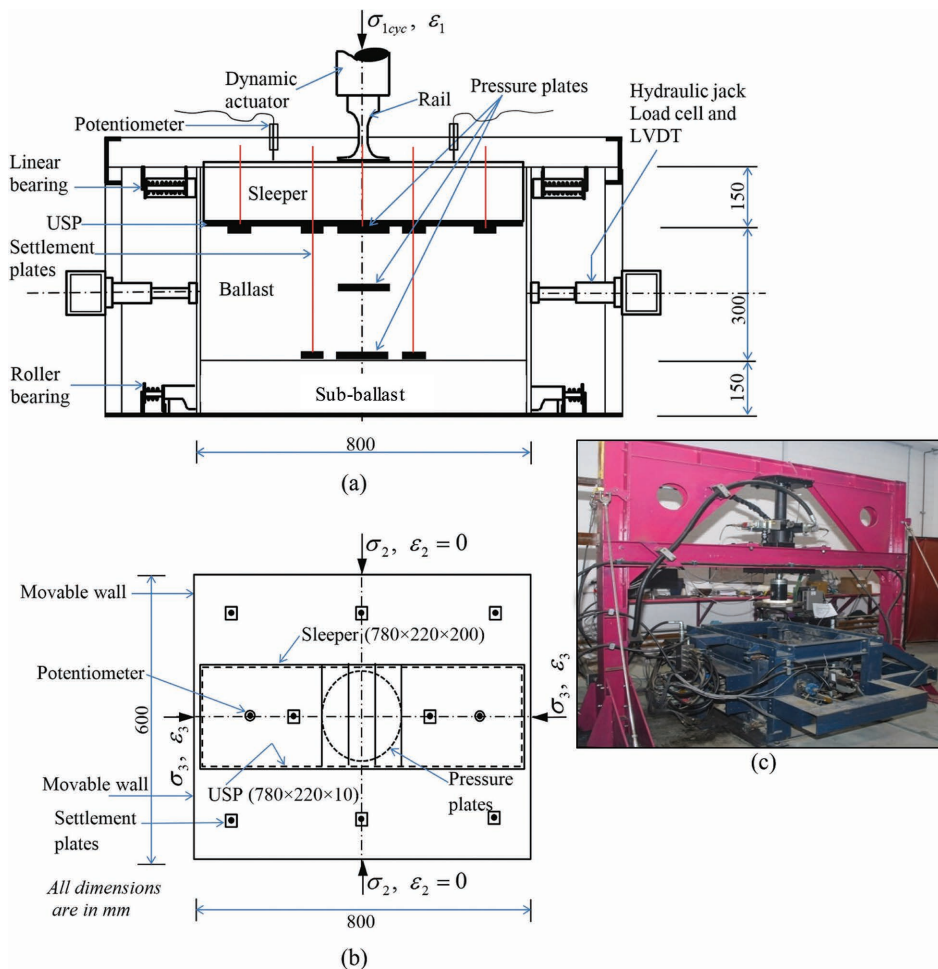 σ1cyc, ε1
Dynamic
actuator
Pressure plates
Rail
Hydraulic jack
Load cell and
LVDT
Potentiometer
Linear
bearing
Sleeper
150
USP
Settlement
plates
Ballast
300
Roller
bearing
Sub-ballast
150
800
(a)
σ2, ε2 = 0
Movable wall
Sleeper (780×220×200)
Potentiometer
600
σ3, ε3
σ3, ε3
Movable wall
USP (780×220×10)
Pressure
plates
Settlement
plates
σ2, ε2 = 0
All dimensions
are in mm
800
(b)
(c)